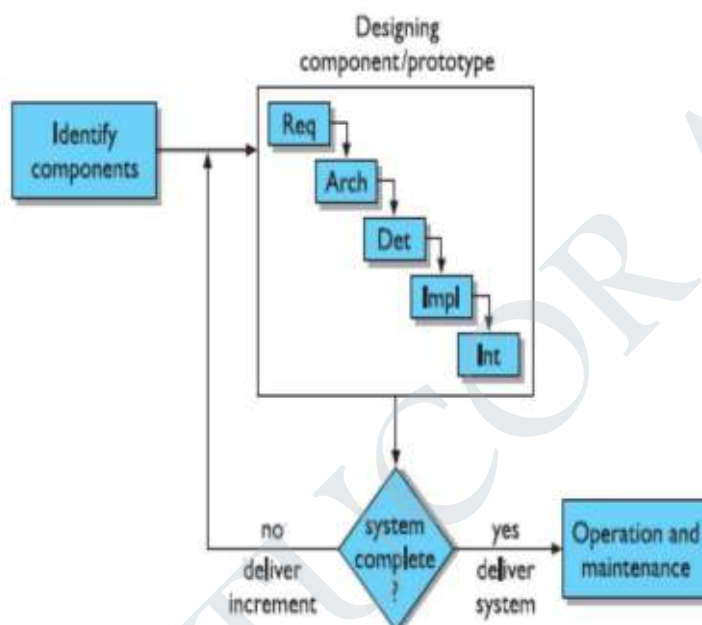 Designing
component/prototype
Identify
components
Req
Arch
Det
Impl
Int
no
deliver
increment
system
complete
?
yes
deliver
system
Operation and
maintenance